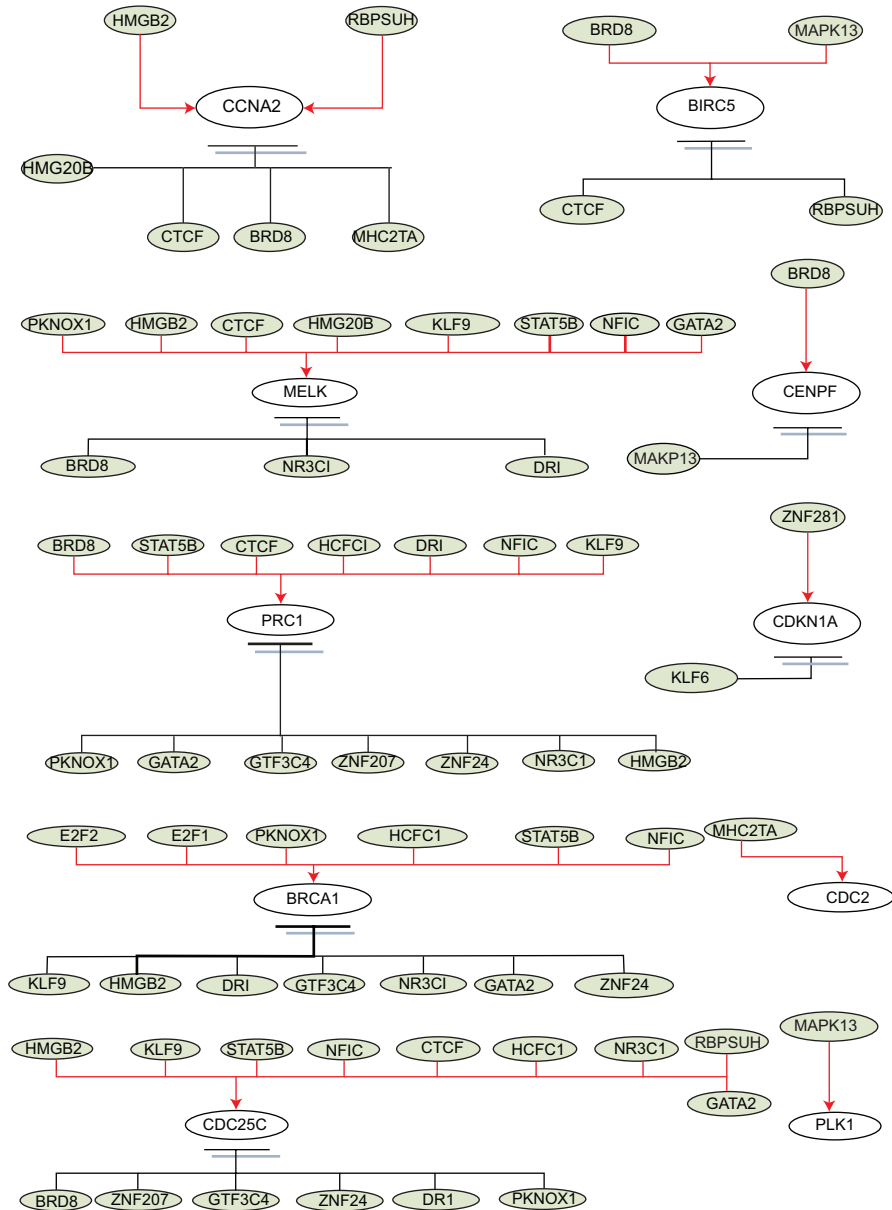 HMGB2
RBPSUH
BRD8
MAPK13
CCNA2
BIRC5
HMG20B
CTCF
BRD8
MHC2TA
CTCF
RBPSUH
BRD8
PKNOX1
HMGB2
CTCF
HMG20B
KLF9
STAT5B
NFIC
GATA2
MELK
CENPF
BRD8
NR3CI
DRI
MAKP13
ZNF281
BRD8
STAT5B
CTCF
HCFCI
DRI
NFIC
KLF9
PRC1
CDKN1A
KLF6
PKNOX1
GATA2
GTF3C4
ZNF207
ZNF24
NR3C1
HMGB2
E2F2
E2F1
PKNOX1
HCFC1
STAT5B
NFIC
MHC2TA
BRCA1
CDC2
KLF9
HMGB2
DRI
GTF3C4
NR3CI
GATA2
ZNF24
HMGB2
KLF9
STAT5B
NFIC
CTCF
HCFC1
NR3C1
RBPSUH
MAPK13
GATA2
CDC25C
PLK1
BRD8
ZNF207
GTF3C4
ZNF24
DR1
PKNOX1